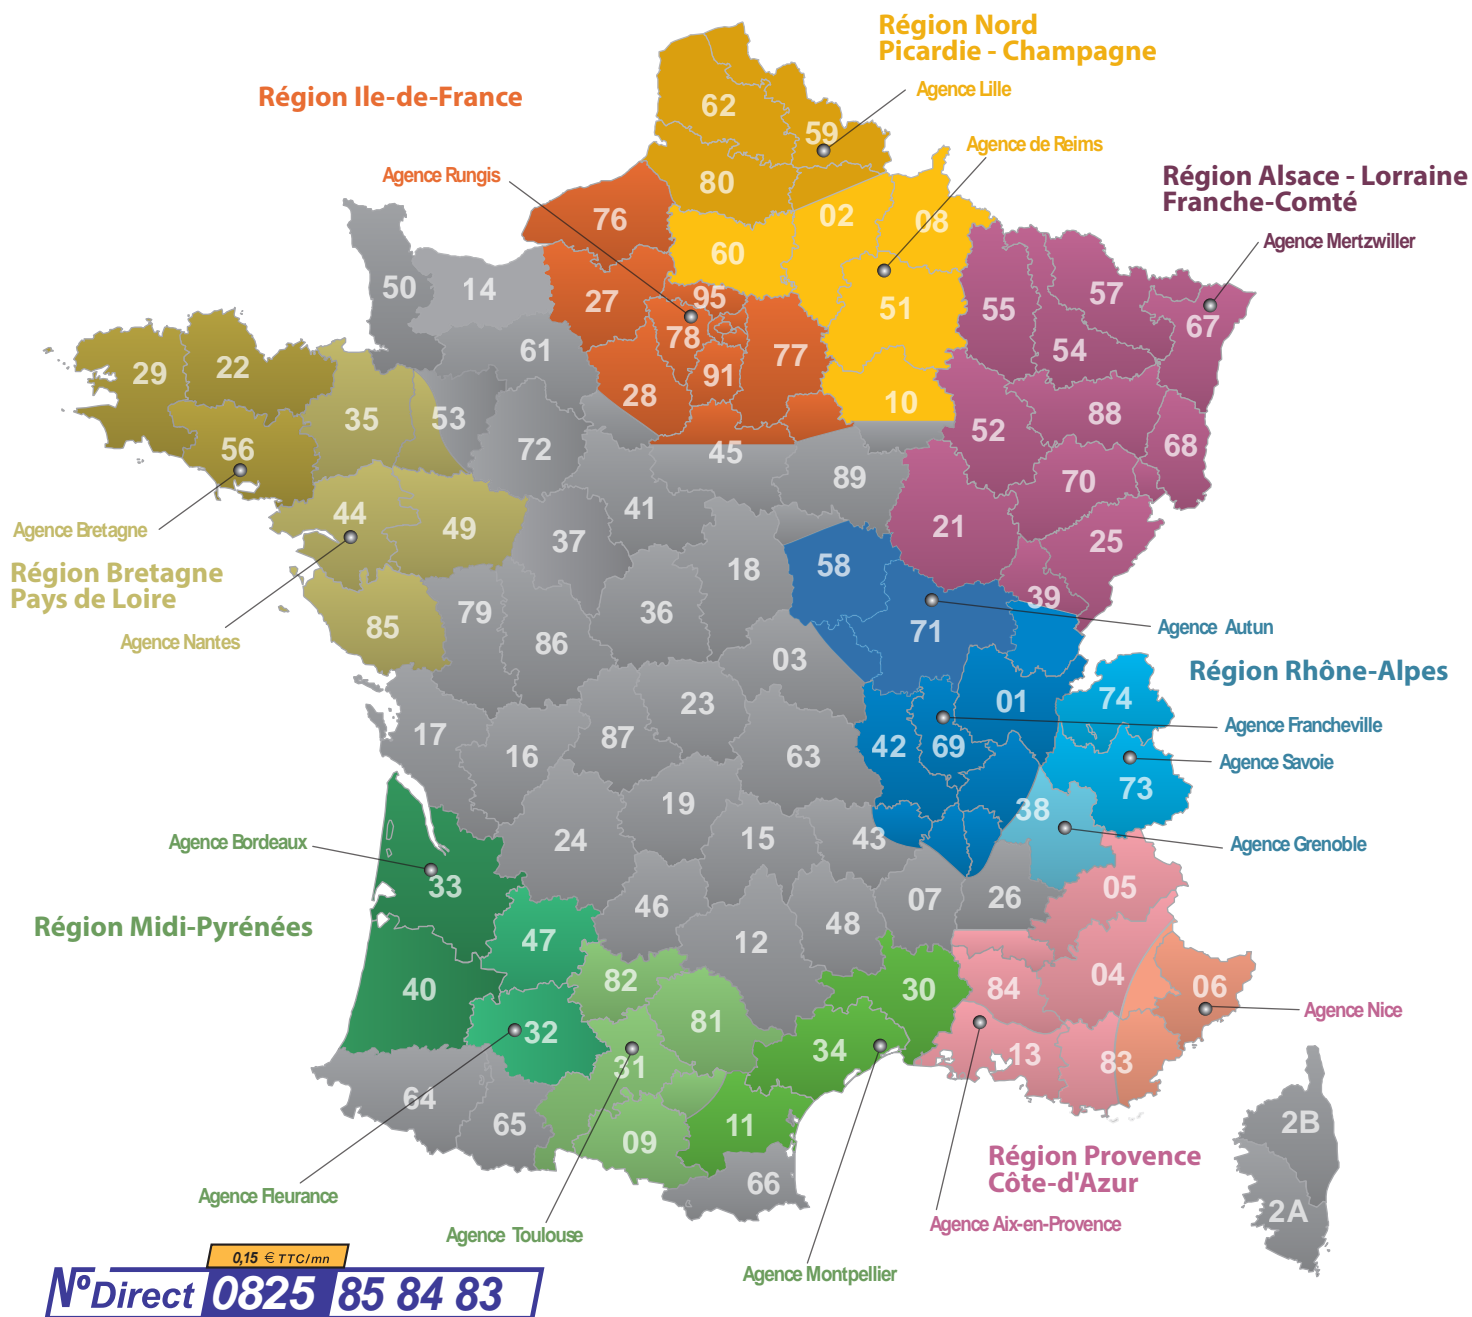 Région Nord
Picardie - Champagne
Agence Lille
Région Ile-de-France
62
59
Agence de Reims
Agence Rungis
80
Région Alsace - Lorraine
Franche-Comté
76
02
08
Agence Mertzwiller
60
50
14
27
95
51
55
57
67
78
61
54
29
22
91
77
28
10
35
53
88
52
56
72
45
68
89
70
41
44
49
21
Agence Bretagne
37
25
58
18
Région Bretagne
Pays de Loire
39
79
36
85
86
71
Agence Autun
Agence Nantes
03
Région Rhône-Alpes
74
01
23
17
87
42
69
Agence Francheville
16
63
Agence Savoie
73
19
38
24
15
43
Agence Bordeaux
Agence Grenoble
33
05
07
26
46
Région Midi-Pyrénées
48
47
12
82
04
40
84
30
06
Agence Nice
81
32
34
13
83
31
64
65
11
09
2B
Région Provence
Côte-d'Azur
66
Agence Fleurance
2A
Agence Aix-en-Provence
Agence Toulouse
Agence Montpellier
0,15 € TTC/mn
N° Direct 0825 85 84 83